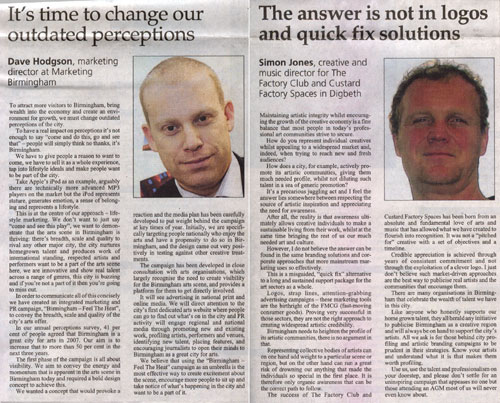 It's time to change our
outdated perceptions
Dave Hodgson, marketing
director at Marketing
Birmingham
To attract more visitors to Birmingham, bring
wealth into the economy and create an env-
ronment for growth, we must change outdated
perceptions of the city.
To have a real impact on perceptions it's not
enough to say "come and do this, go and see
that" – people will simply think so thanks, it's
Birmingham.
We have to give people a reason to want to
come, we have to sell it as a whole experience,
tap into lifestyle ideals and make people want
to be part of the city.
Take Apple's iPod as an example, arguably
there are technically more advanced MP3
players on the market but the iPod represents
stature, generates emotion, a sense of belong-
ing and represents a lifestyle.
This is at the center of our approach – life-
style marketing. We don't want to just say
"come and see this play", we want to demon-
strate that the arts scene in Birmingham is
thriving: there's breadth, scale and quality to
rival any other major city, the city nurtures
homegrown talent and produces work of
international standing, respected artists and
performers want to be a part of the arts scene
here, we are innovative and show real talent
across a range of genres, this city is buzzing
and if you're not a part of it then you're going
to miss out.
In order to communicate all of this concisely
we have created an integrated marketing and
PR campaign, "Birmingham – Feel The Heat",
to convey the breadth, scale and quality of the
city's arts offer.
In our annual perceptions survey, 41 per
cent of people agreed that Birmingham is a
great city for arts in 2007. Our aim is to
increase that to more than 50 per cent in the
next three years.
The first phase of the campaign is all about
visibility. We aim to convey the energy and
momentum that is apparent in the arts scene in
Birmingham today and required a bold design
concept to achieve this.
We wanted a concept that would provoke a
reaction and the media plan has been carefully
developed to put weight behind the campaign
at key times of year. Initially, we are specifi-
cally targeting people nationally who enjoy the
arts and have a propensity to do so in Bir-
mingham, and the design came out very posi-
tively in testing against other creative treat-
ments.
The campaign has been developed in close
consultation with arts organisations, which
largely recognise the need to create visibility
for the Birmingham arts scene, and provides a
platform for them to get directly involved.
It will see advertising in national print and
online media. We will direct attention to the
city's first dedicated arts website where people
can go to find out what's on in the city and PR
activity will engage regional and national
media through promoting new and existing
work, profiling artists, performers and venues,
identifying new talent, placing features, and
encouraging journalists to open their minds to
Birmingham as a great city for arts.
We believe that using the "Birmingham –
Feel The Heat" campaign as an umbrella is the
most effective way to create excitement about
the scene, encourage more people to up and
take notice of what's happening in the city and
want to be a part of it.
The answer is not in logos
and quick fix solutions
Simon Jones, creative and
music director for The
Factory Club and Custard
Factory Spaces in Digbeth
Maintaining artistic integrity whilst encourag-
ing the growth of the creative economy is a fine
balance that most people in today's profes-
sional art communities strive to secure.
How do you represent individual creatives
whilst appealing to a widespread market and,
indeed, when trying to reach new and fresh
audiences?
How does a city, for example, actively pro-
mote its artistic communities, giving them
much needed profile, whilst not diluting such
talent in a sea of generic promotion?
It's a precarious juggling act and I feel the
answer lies somewhere between respecting the
source of artistic inspiration and appreciating
the need for awareness.
After all, the reality is that awareness ulti-
mately allows creative individuals to make a
sustainable living from their work, whilst at the
same time bringing the rest of us our much
needed art and culture.
However, I do not believe the answer can be
found in the same branding solutions and cor-
porate approaches that more mainstream mar-
keting uses so effectively.
This is a misguided, "quick fix" alternative
to a long and sustained support package for the
art sectors as a whole.
Logos, slogans and attention-grabbing
advertising campaigns – these marketing tools
are the birthright of the FMCG (fast-moving
consumer goods). Proving very successful in
those sectors, they are not the right approach to
creating widespread artistic credibility.
Birmingham needs to heighten the profile of
its artistic communities, there is no argument in
that.
Representing collective bodies of artists can
on one hand add weight to a particular scene or
style, but on the other hand can run a great
risk of drowning out anything that made the
individuals so special in the first place. It is
therefore only organic awareness that can be
the correct path to follow.
The success of The Factory Club and
Custard Factory Spaces has been born from an
absolute and fundamental love of arts and
music that has allowed what we have created to
flourish into recognition. It was not a "pitched
for" creative with a set of objectives and a
timeline.
Credible appreciation is achieved through
years of consistent commitment and not
through the exploitation of a clever logo. I just
don't believe such market-driven approaches
are the best way to publicise real artists and the
communities that encourage them.
There are many organisations in Birming-
ham that celebrate the wealth of talent we have
in this city.
Like anyone who honestly supports our
home grown talent, they all herald any initiative
to publicise Birmingham as a creative region
and will always be on hand to support the city's
artists. All we ask is for those behind city pro-
filing and artistic branding campaigns to be
prudent in their strategies. Know your artists
and understand what it is that makes them
worth profiling.
Use us, use the talent and professionals on
your doorstep, and please don't settle for an
uninspiring campaign that appeases no one but
those attending an AGM most of us will never
even know about.